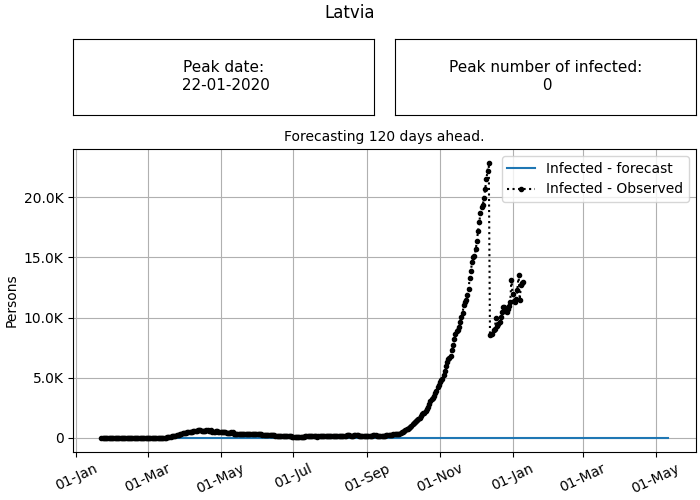 Latvia
Peak date:
22-01-2020
Peak number of infected:
0
Forecasting 120 days ahead.
Infected - forecast
Infected - Observed
Persons
20.0K
15.0K
10.0K
5.0K
0
01-Jan
01-Mar
01-May
01-Jul
01-Sep
01-Nov
01-Jan
01-Mar
01-May